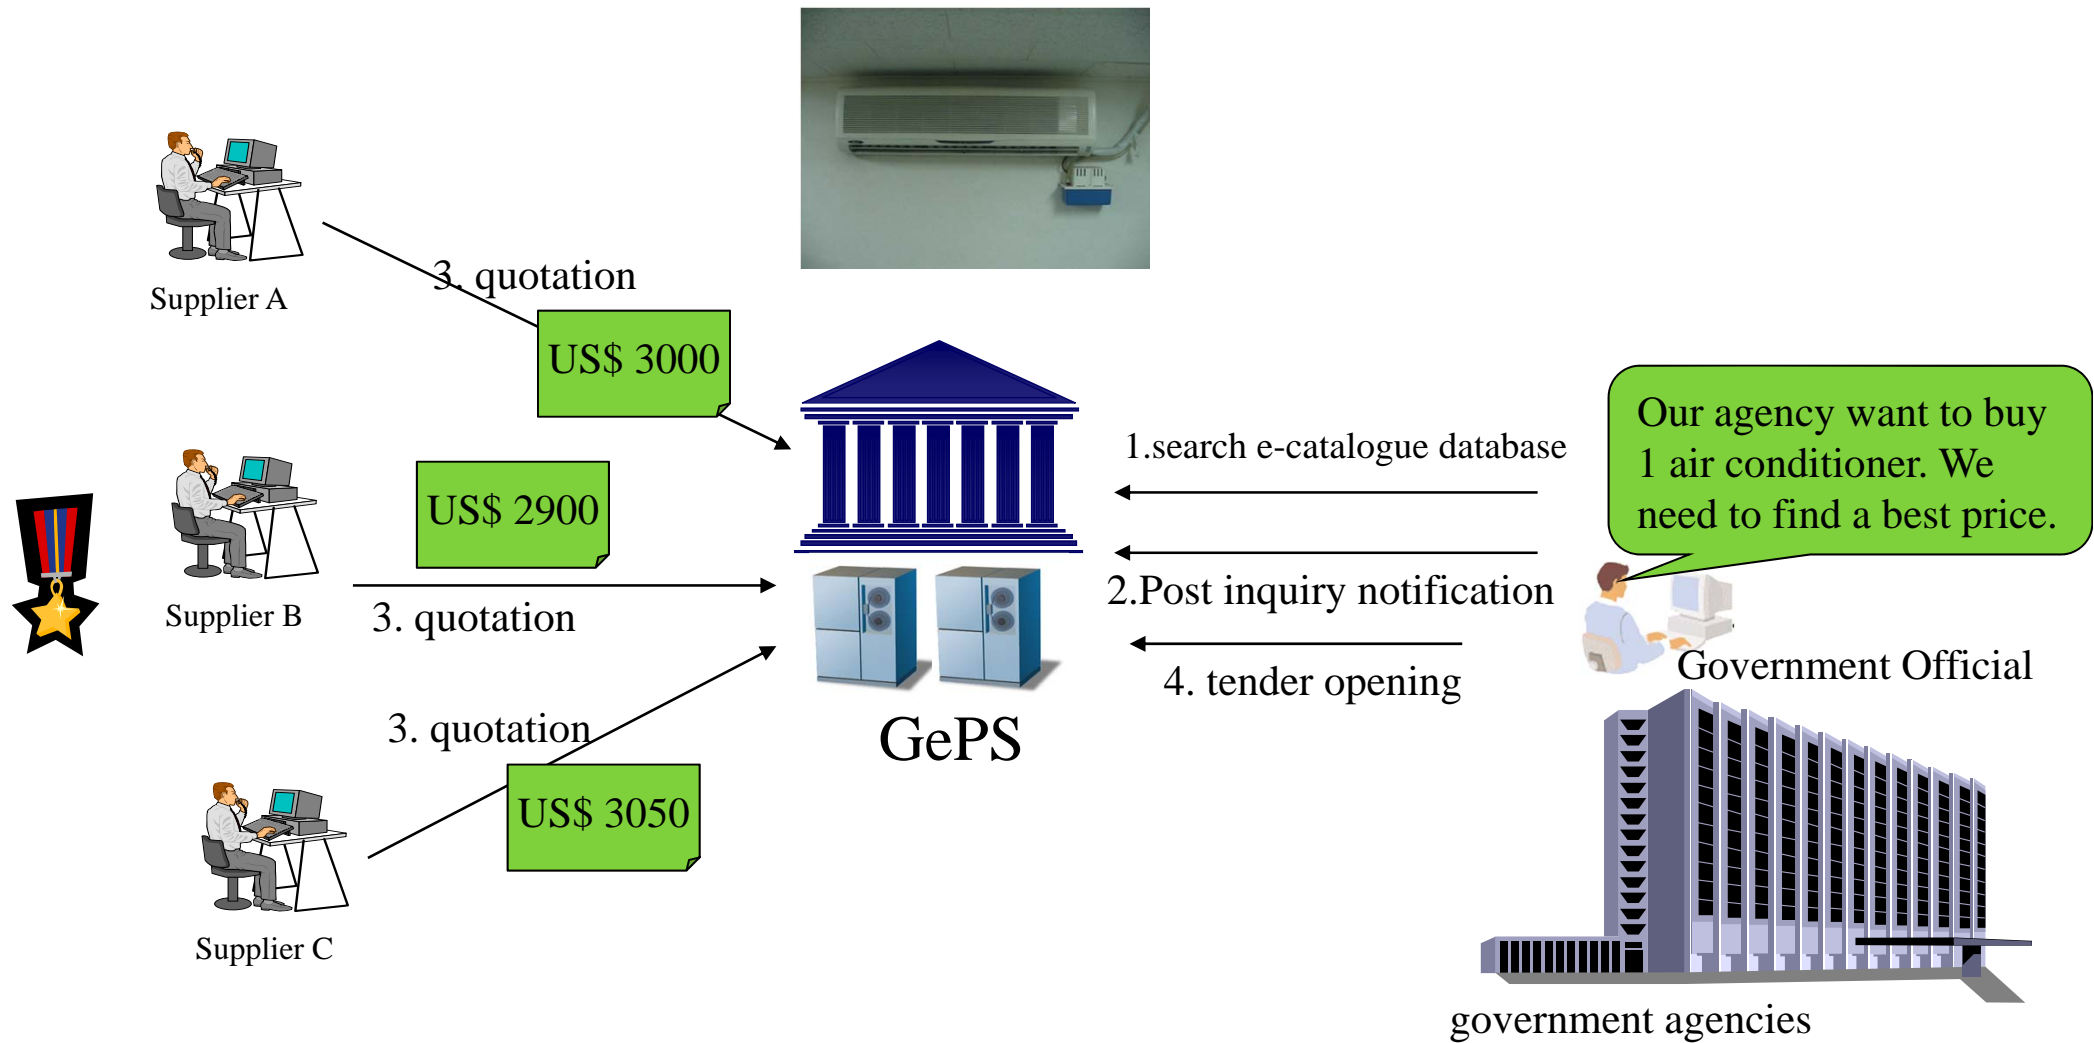 3. quotation
Supplier A
US$ 3000
Our agency want to buy
1 air conditioner. We
need to find a best price.
1.search e-catalogue database
US$ 2900
2.Post inquiry notification
Supplier B
3. quotation
Government Official
4. tender opening
3. quotation
GePS
US$ 3050
Supplier C
government agencies